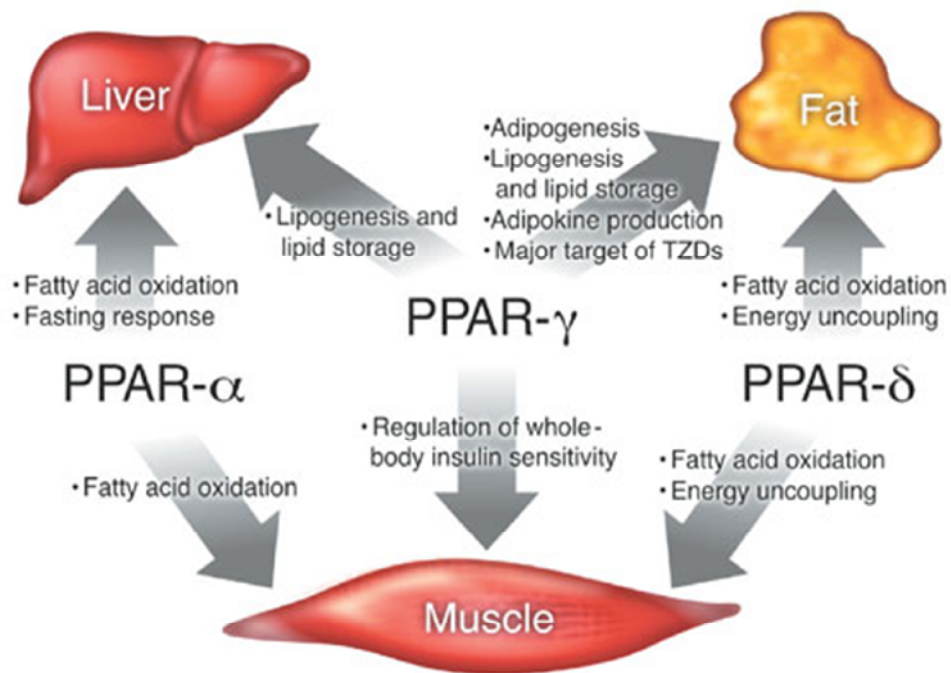 Liver
Fat
•Adipogenesis
•Lipogenesis
and lipid storage
•Adipokine production
•Major target of TZDs
•Lipogenesis and
lipid storage
•Fatty acid oxidation
•Fasting response
•Fatty acid oxidation
•Energy uncoupling
PPAR-γ
PPAR-α
PPAR-δ
•Regulation of whole-
body insulin sensitivity
•Fatty acid oxidation
•Fatty acid oxidation
•Energy uncoupling
Muscle